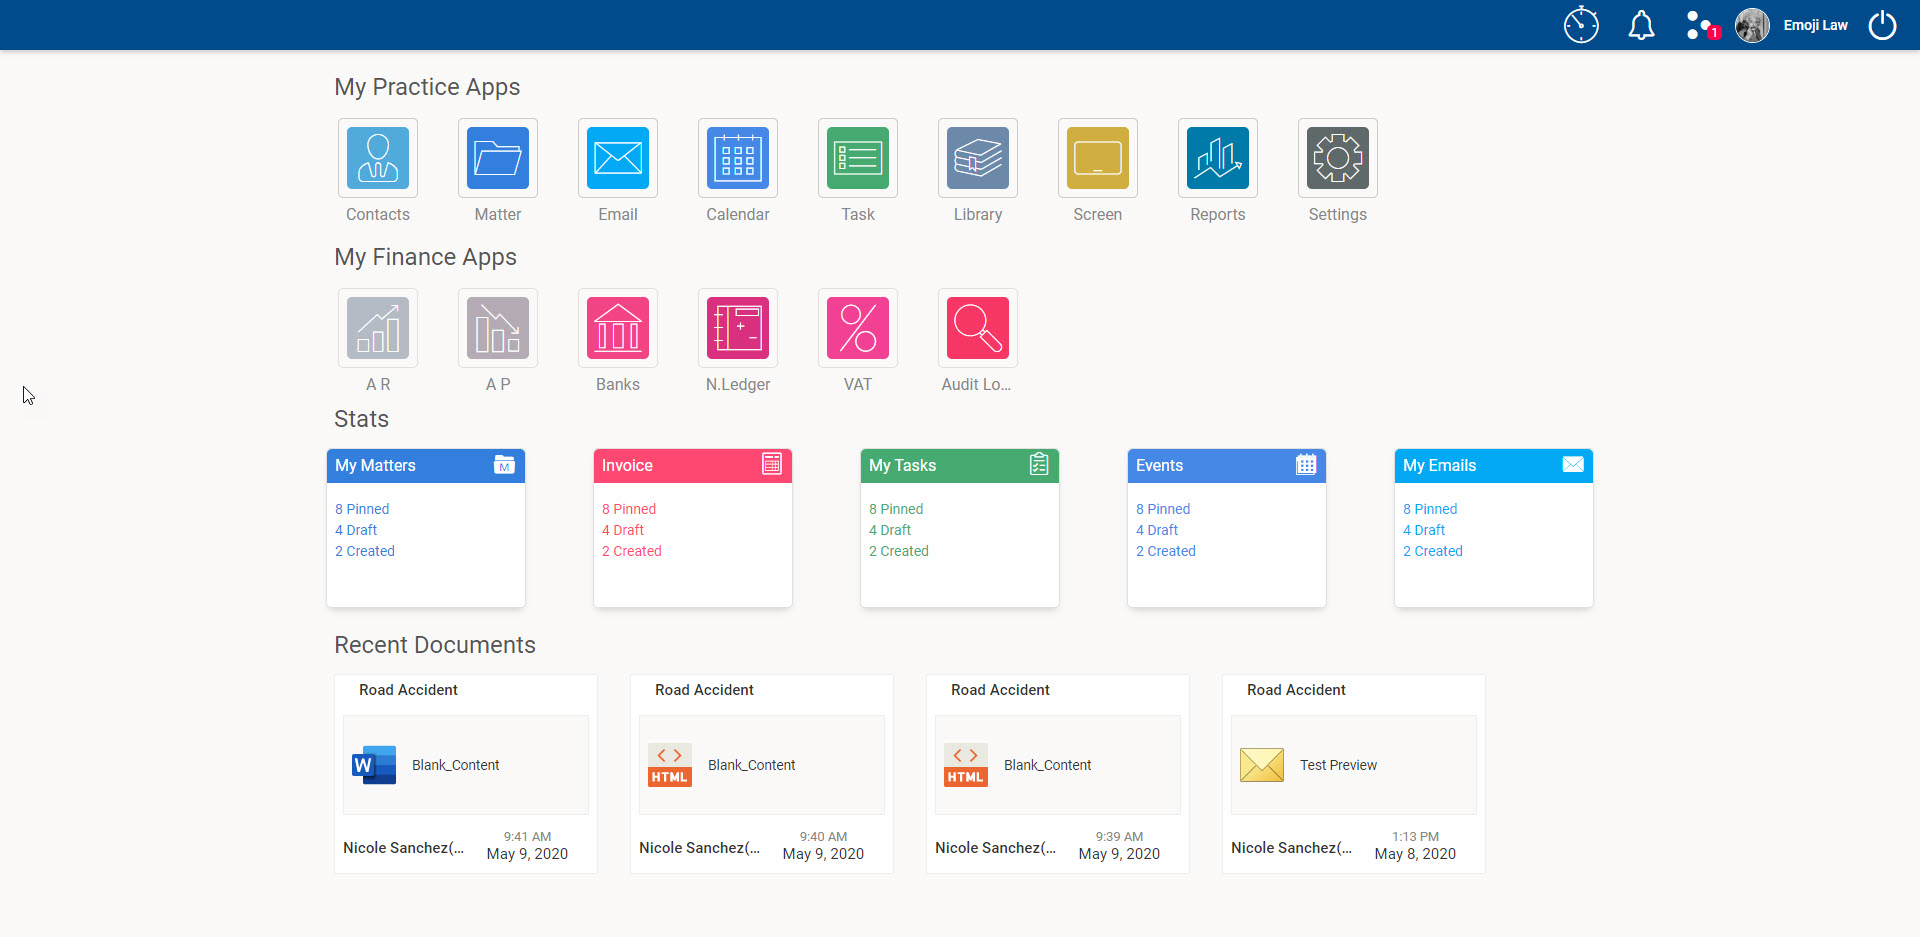 1
Emoji Law
My Practice Apps
Contacts
Matter
Email
Calendar
Task
Library
Screen
Reports
Settings
My Finance Apps
A R
A P
Banks
N.Ledger
VAT
Audit Lo...
Stats
My Matters
M
8 Pinned
4 Draft
2 Created
Invoice
8 Pinned
4 Draft
2 Created
My Tasks
8 Pinned
4 Draft
2 Created
Events
8 Pinned
4 Draft
2 Created
My Emails
8 Pinned
4 Draft
2 Created
Recent Documents
Road Accident
W
Blank_Content
Nicole Sanchez(...
9:41 AM
May 9, 2020
Road Accident
HTML
Blank_Content
Nicole Sanchez(...
9:40 AM
May 9, 2020
Road Accident
HTML
Blank_Content
Nicole Sanchez(...
9:39 AM
May 9, 2020
Road Accident
Test Preview
Nicole Sanchez(...
1:13 PM
May 8, 2020